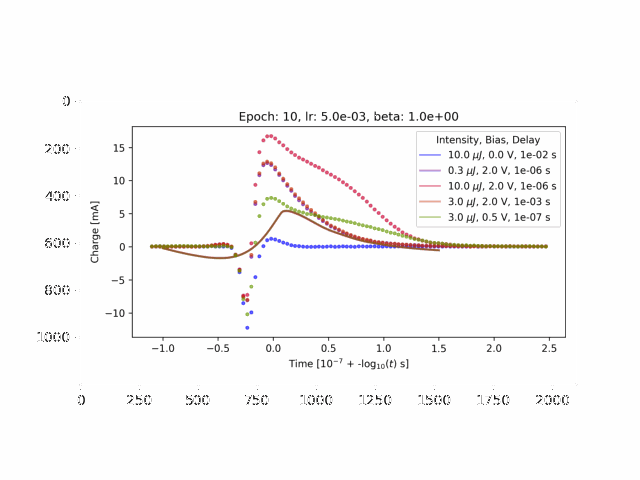 Epoch: 10, lr: 5.0e-03, beta: 1.0e+00
Intensity, Bias, Delay
10.0 μJ, 0.0 V, 1e-02 s
0.3 μJ, 2.0 V, 1e-06 s
10.0 μJ, 2.0 V, 1e-06 s
3.0 μJ, 2.0 V, 1e-03 s
3.0 μJ, 0.5 V, 1e-07 s
Charge [mA]
15
10
5
0
−5
−10
−1.0 −0.5 0.0 0.5 1.0 1.5 2.0 2.5
Time [10⁻⁷ + -log₁₀(t) s]
0
200
400
600
800
1000
0 250 500 750 1000 1250 1500 1750 2000